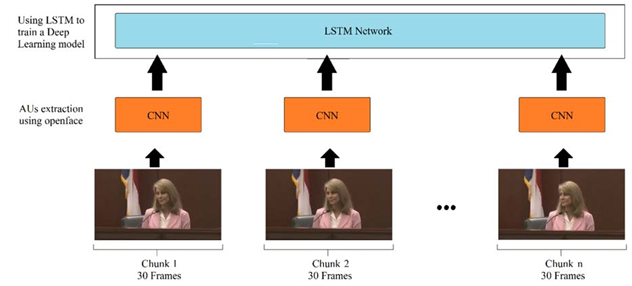 Using LSTM to
train a Deep
Learning model
LSTM Network
AUs extraction
using openface
CNN
CNN
CNN
...
Chunk 1
30 Frames
Chunk 2
30 Frames
Chunk n
30 Frames